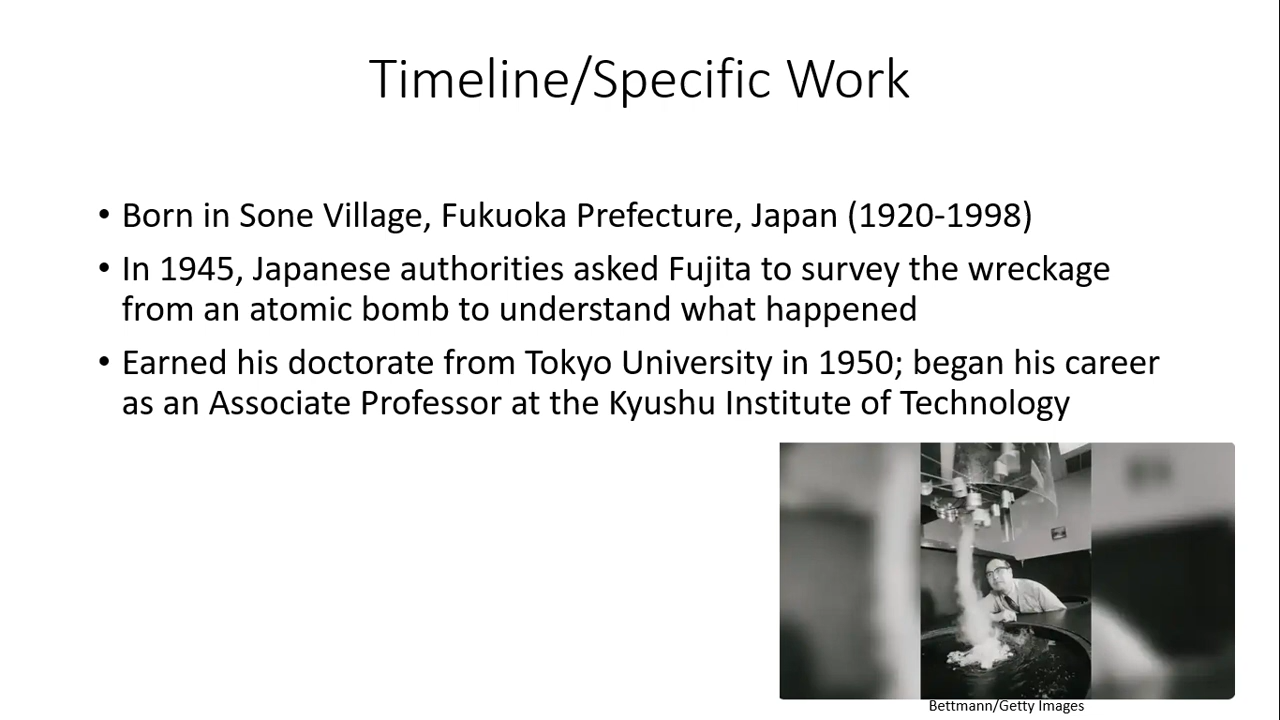 Timeline/Specific Work
• Born in Sone Village, Fukuoka Prefecture, Japan (1920-1998)
• In 1945, Japanese authorities asked Fujita to survey the wreckage
from an atomic bomb to understand what happened
• Earned his doctorate from Tokyo University in 1950; began his career
as an Associate Professor at the Kyushu Institute of Technology
Bettmann/Getty Images